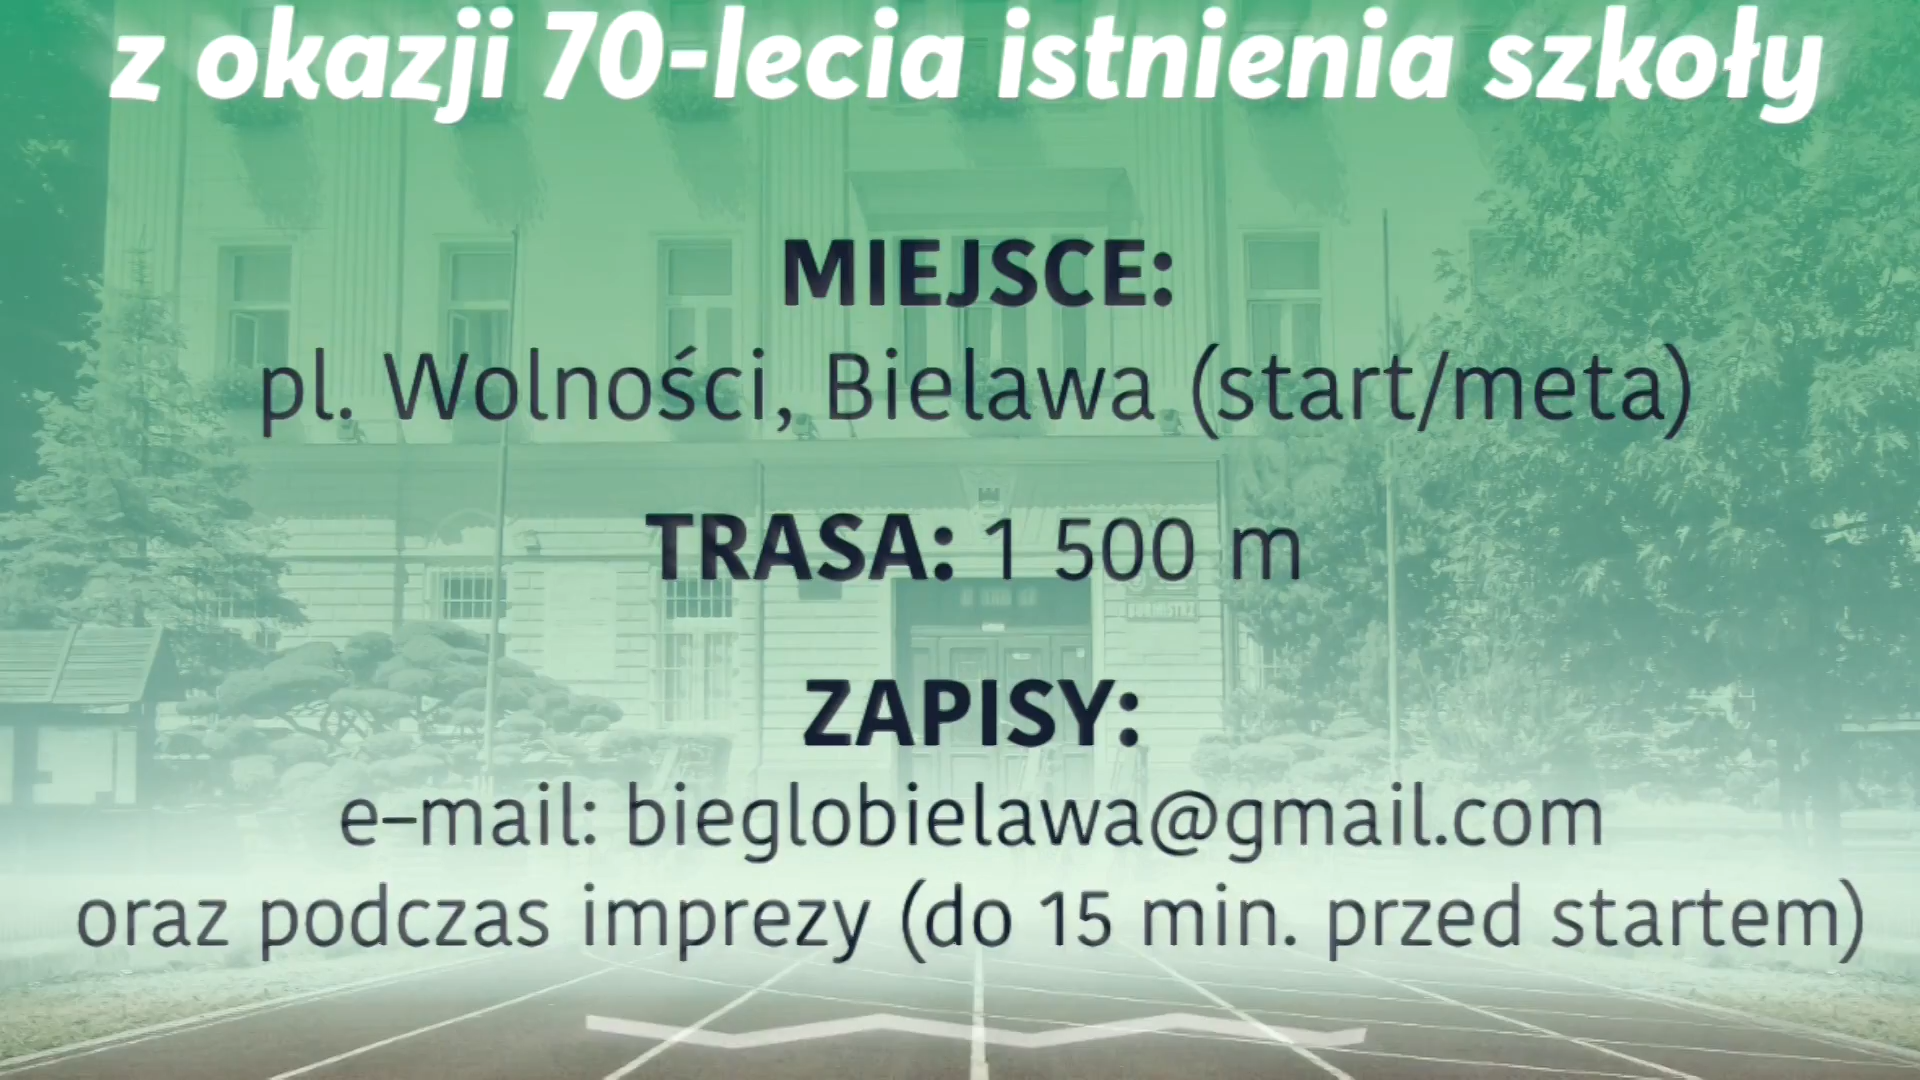 z okazji 70-lecia istnienia szkoły
MIEJSCE:
pl. Wolności, Bielawa (start/meta)
TRASA: 1 500 m
ZAPISY:
e-mail: bieglobielawa@gmail.com
oraz podczas imprezy (do 15 min. przed startem)